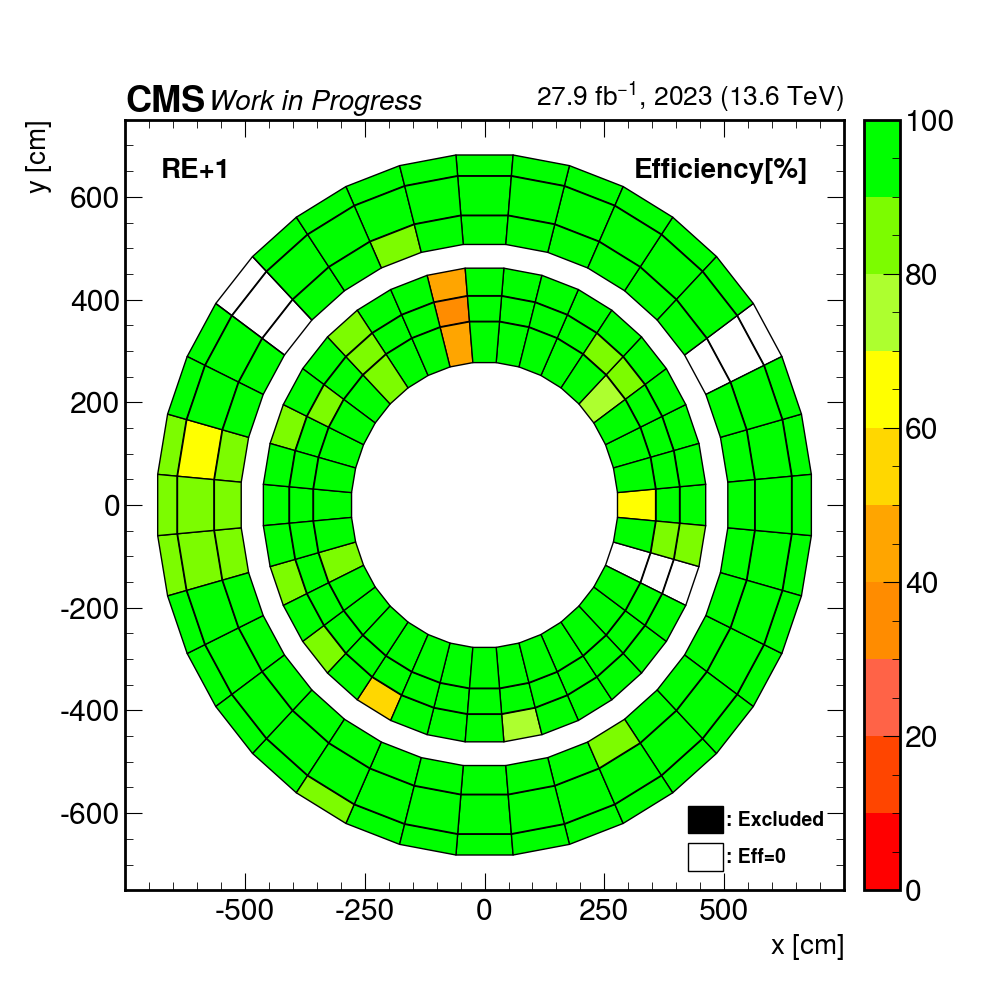 CMS Work in Progress 27.9 fb⁻¹, 2023 (13.6 TeV)
y [cm]
RE+1 Efficiency[%]
600
400
200
0
-200
-400
-600
100
80
60
40
20
0
: Excluded
: Eff=0
-500 -250 0 250 500
x [cm]